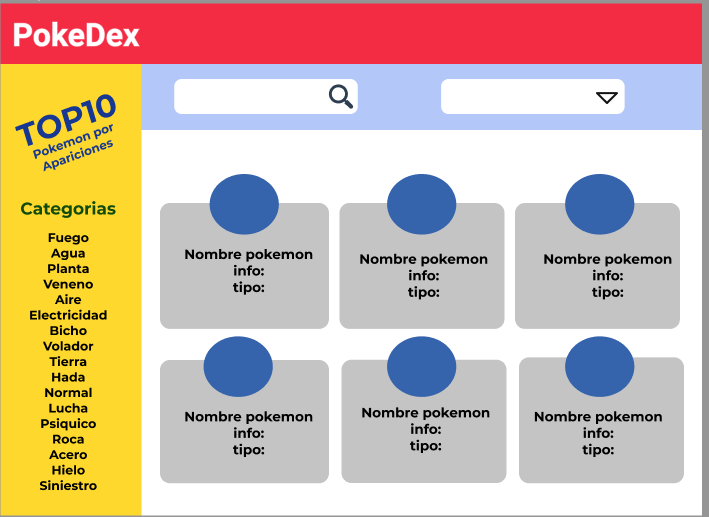 PokeDex
TOP10
Pokemon por
Apariciones
Categorias
Fuego
Agua
Planta
Veneno
Aire
Electricidad
Bicho
Volador
Tierra
Hada
Normal
Lucha
Psiquico
Roca
Acero
Hielo
Siniestro
Nombre pokemon
info:
tipo:
Nombre pokemon
info:
tipo:
Nombre pokemon
info:
tipo:
Nombre pokemon
info:
tipo:
Nombre pokemon
info:
tipo:
Nombre pokemon
info:
tipo: